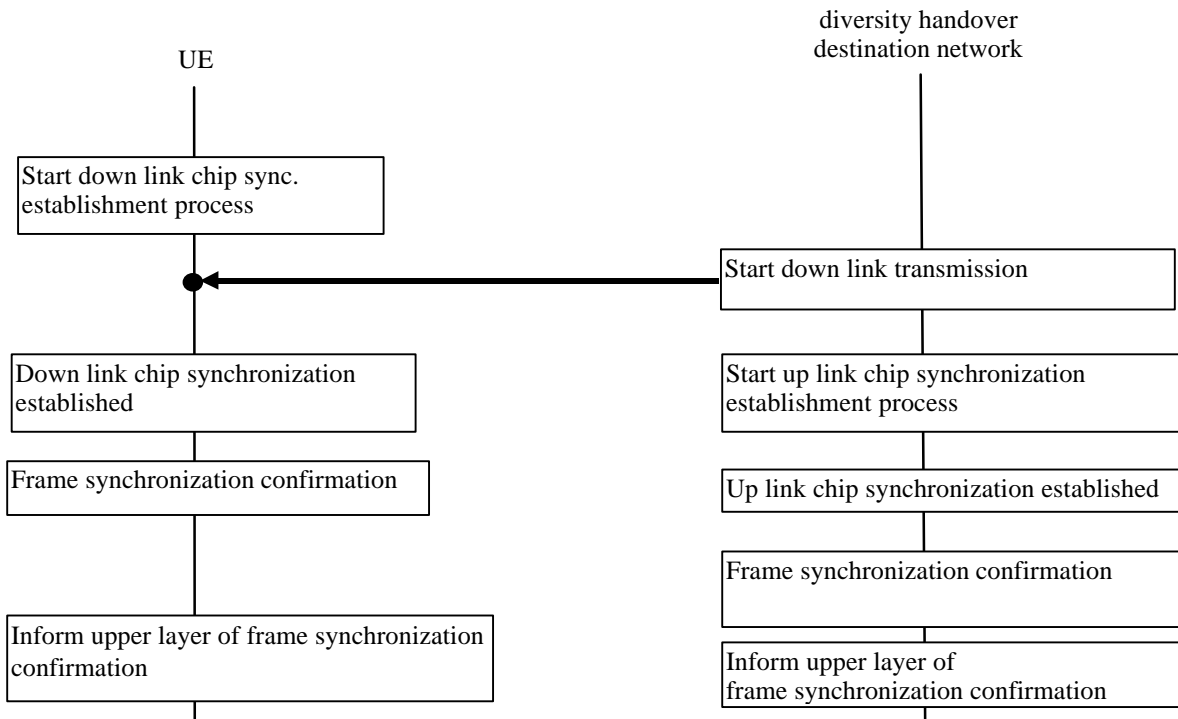 diversity handover
destination network
UE
Start down link chip sync.
establishment process
Start down link transmission
Down link chip synchronization
established
Start up link chip synchronization
establishment process
Frame synchronization confirmation
Up link chip synchronization established
Frame synchronization confirmation
Inform upper layer of frame synchronization
confirmation
Inform upper layer of
frame synchronization confirmation